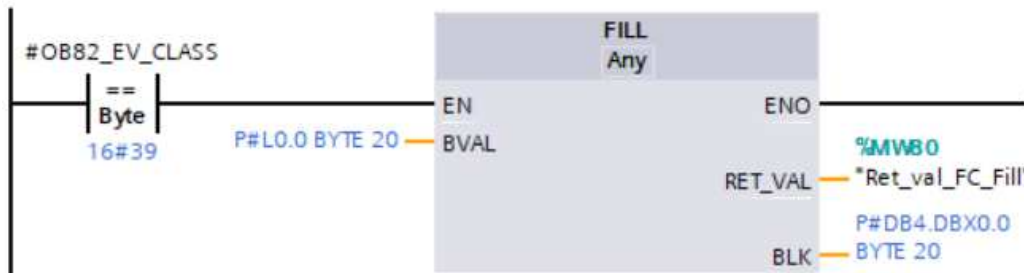 FILL
#OB82_EV_CLASS
Any
==
Byte
EN
ENO
16#39
P#L0.0 BYTE 20
BVAL
%MW80
RET_VAL
"Ret_val_FC_Fill"
P#DB4.DBX0.0
BLK
BYTE 20